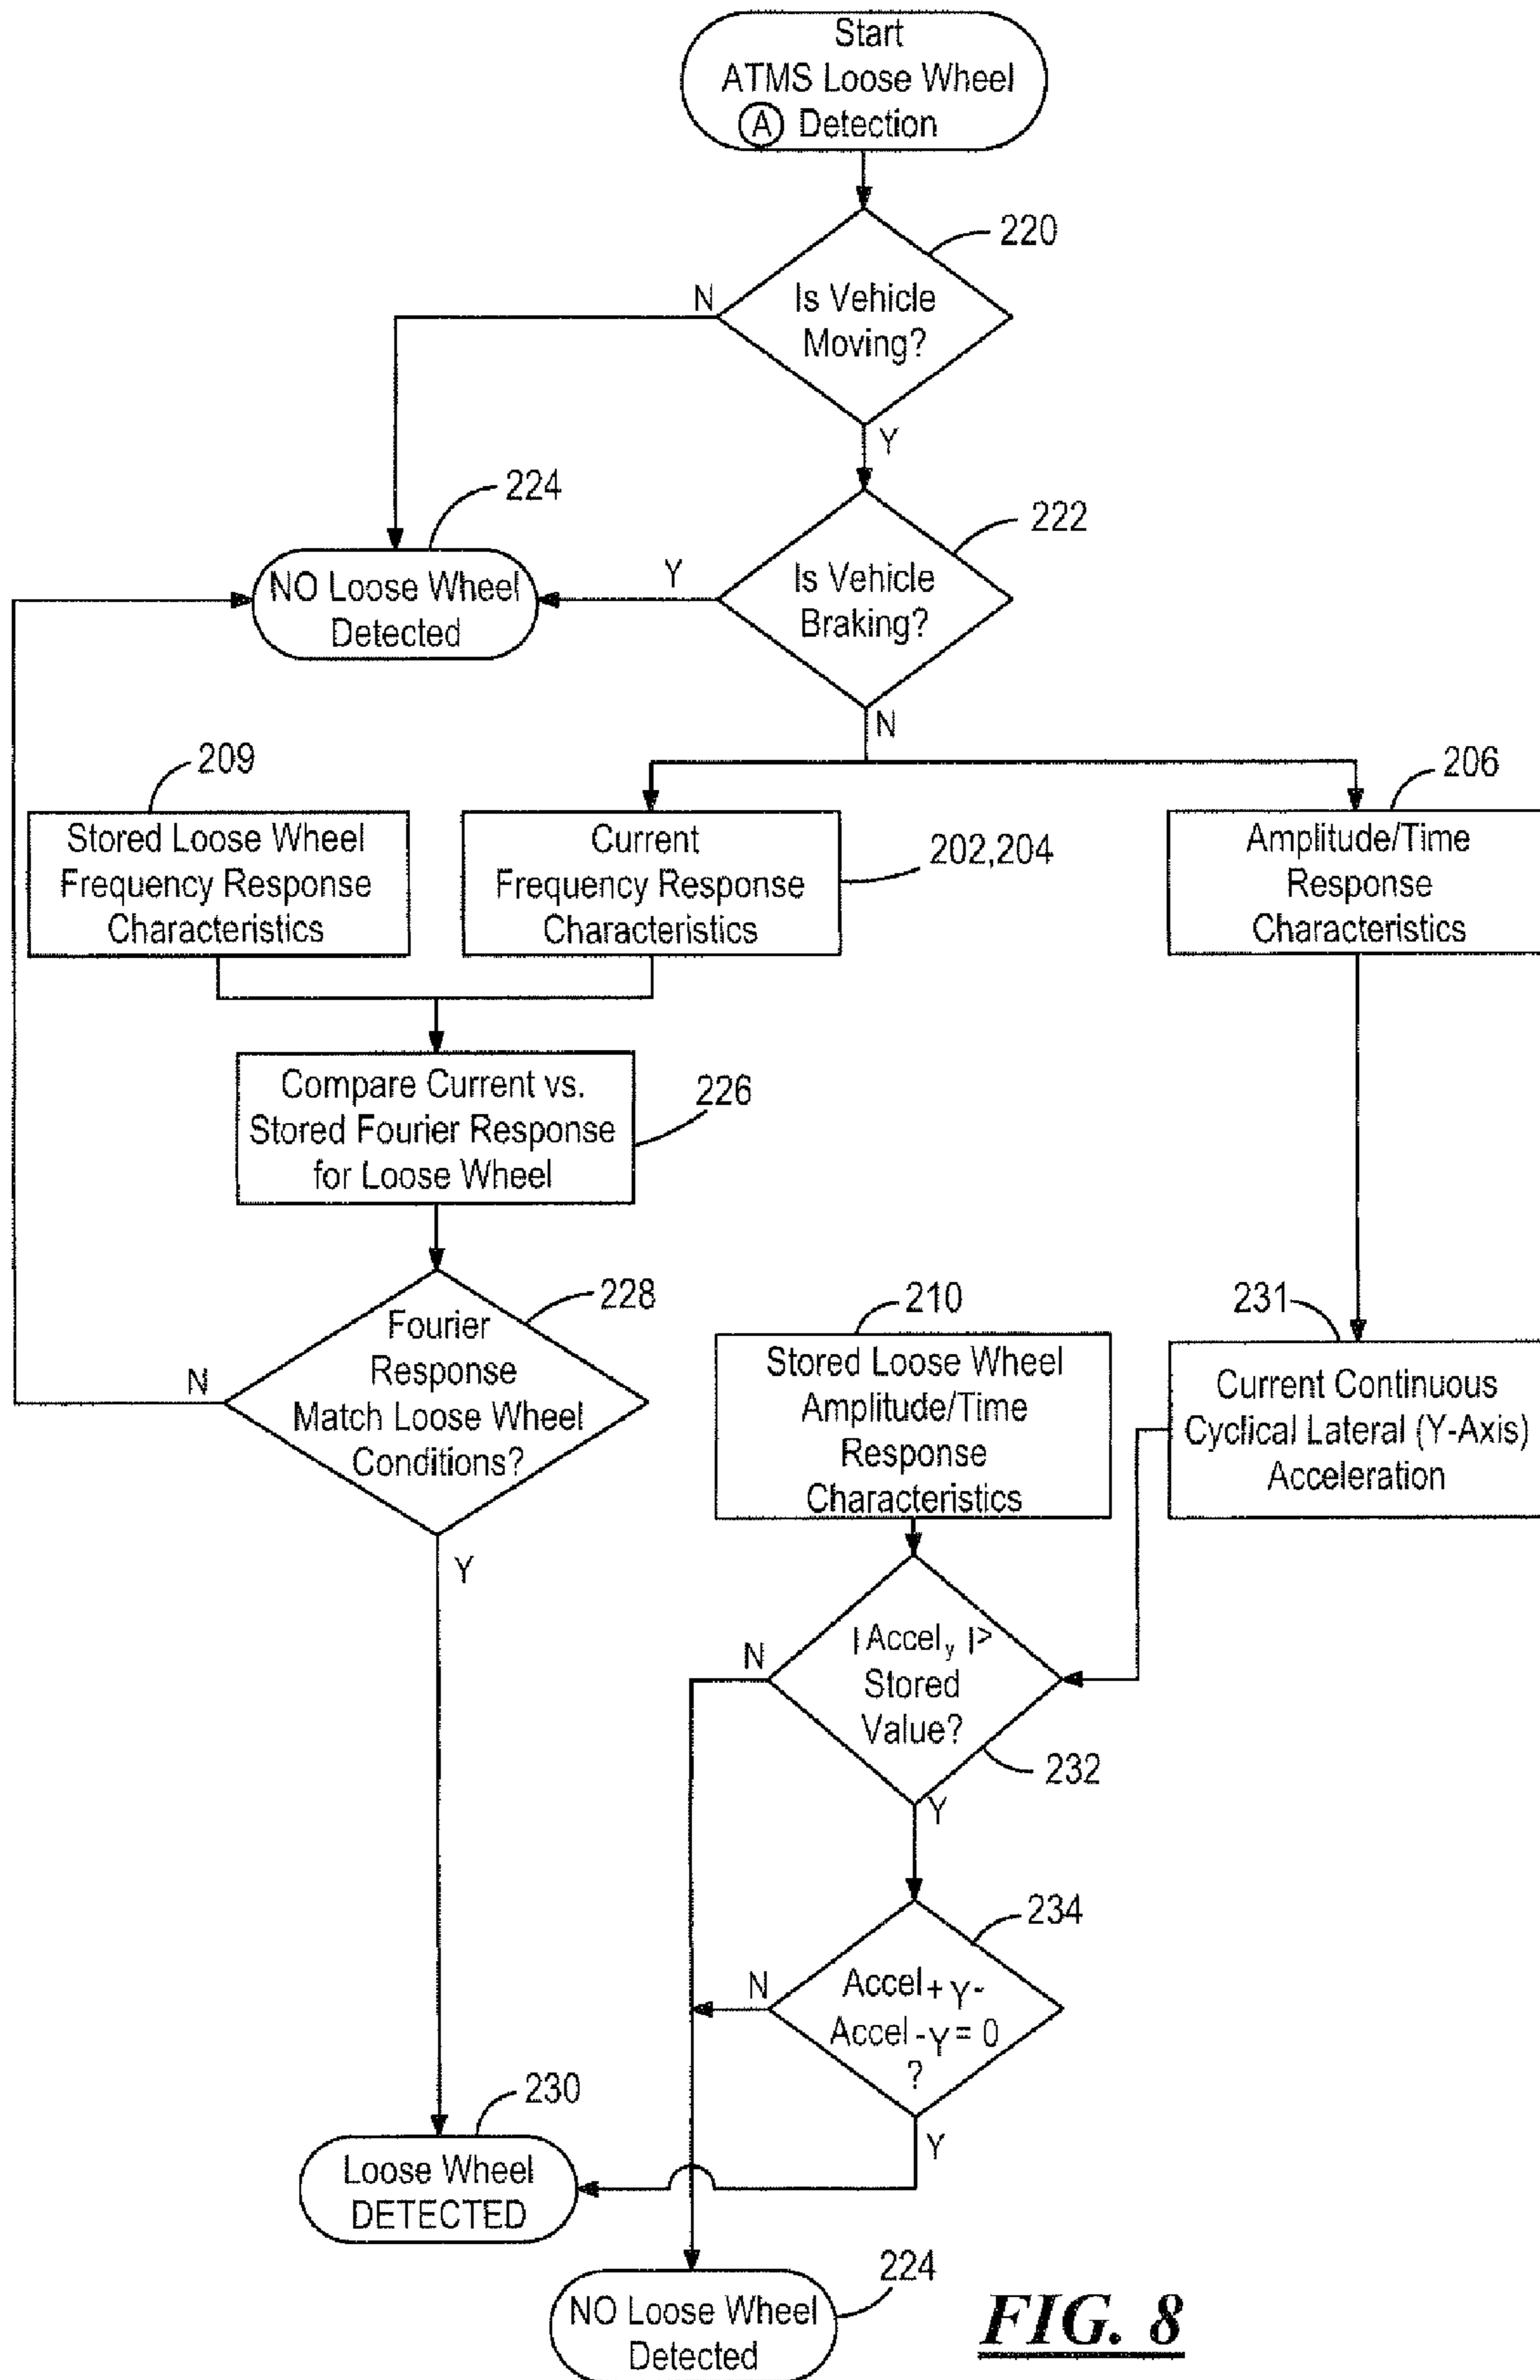 Start
ATMS Loose Wheel
A Detection
220
N
Is Vehicle
Moving?
Y
224
222
NO Loose Wheel
Detected
Y
Is Vehicle
Braking?
N
209
206
Stored Loose Wheel
Frequency Response
Characteristics
Current
Frequency Response
Characteristics
202,204
Amplitude/Time
Response
Characteristics
Compare Current vs.
Stored Fourier Response
for Loose Wheel
226
228
Fourier
Response
Match Loose Wheel
Conditions?
N
Y
210
Stored Loose Wheel
Amplitude/Time
Response
Characteristics
231
Current Continuous
Cyclical Lateral (Y-Axis)
Acceleration
N
| Accel y |>
Stored
Value?
232
Y
234
N
Accel + Y -
Accel - Y = 0
?
Y
230
Loose Wheel
DETECTED
224
NO Loose Wheel
Detected
FIG. 8